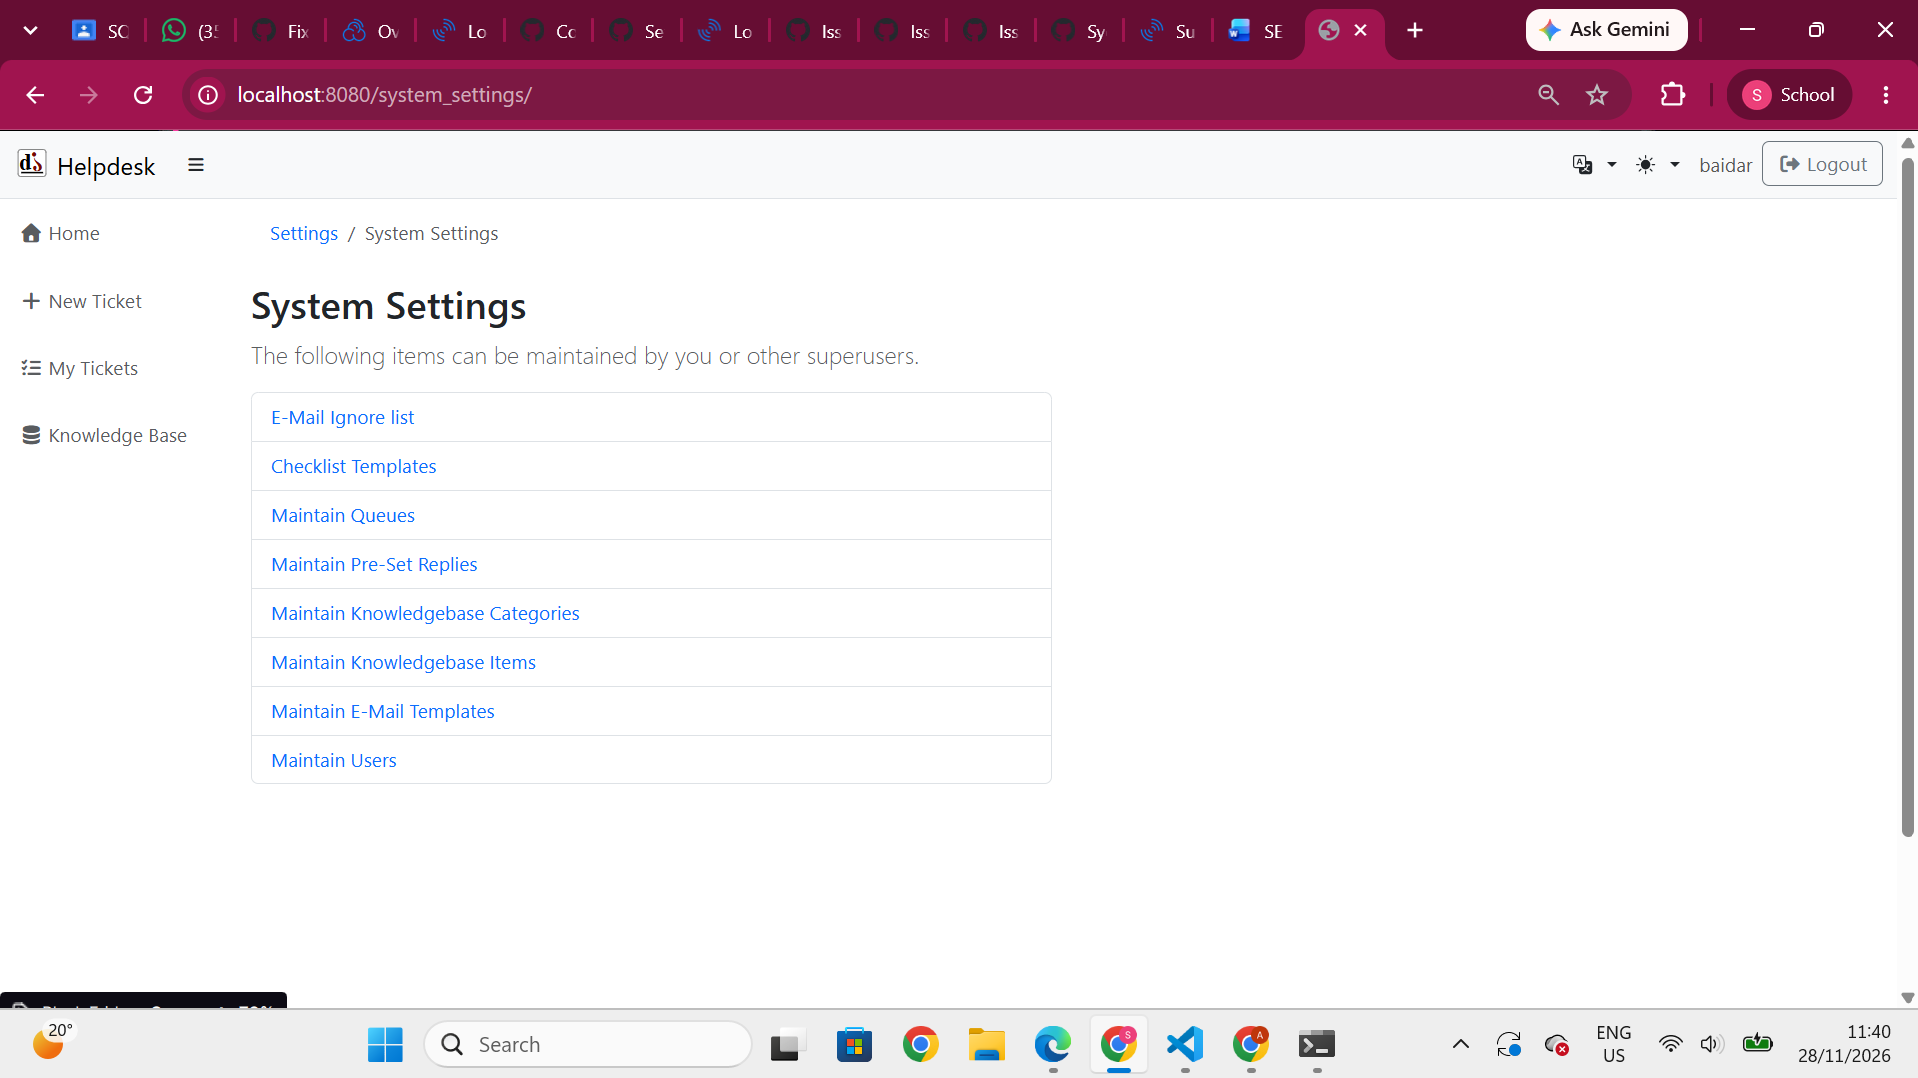 SC
(35
Fix
Ov
Lo
Co
Se
Lo
Iss
Iss
Iss
Sy
Su
SE
Ask Gemini
localhost:8080/system_settings/
S
School
Helpdesk
baidar
Logout
Home
New Ticket
My Tickets
Knowledge Base
Settings / System Settings
System Settings
The following items can be maintained by you or other superusers.
E-Mail Ignore list
Checklist Templates
Maintain Queues
Maintain Pre-Set Replies
Maintain Knowledgebase Categories
Maintain Knowledgebase Items
Maintain E-Mail Templates
Maintain Users
20°
Search
ENG
US
11:40
28/11/2026